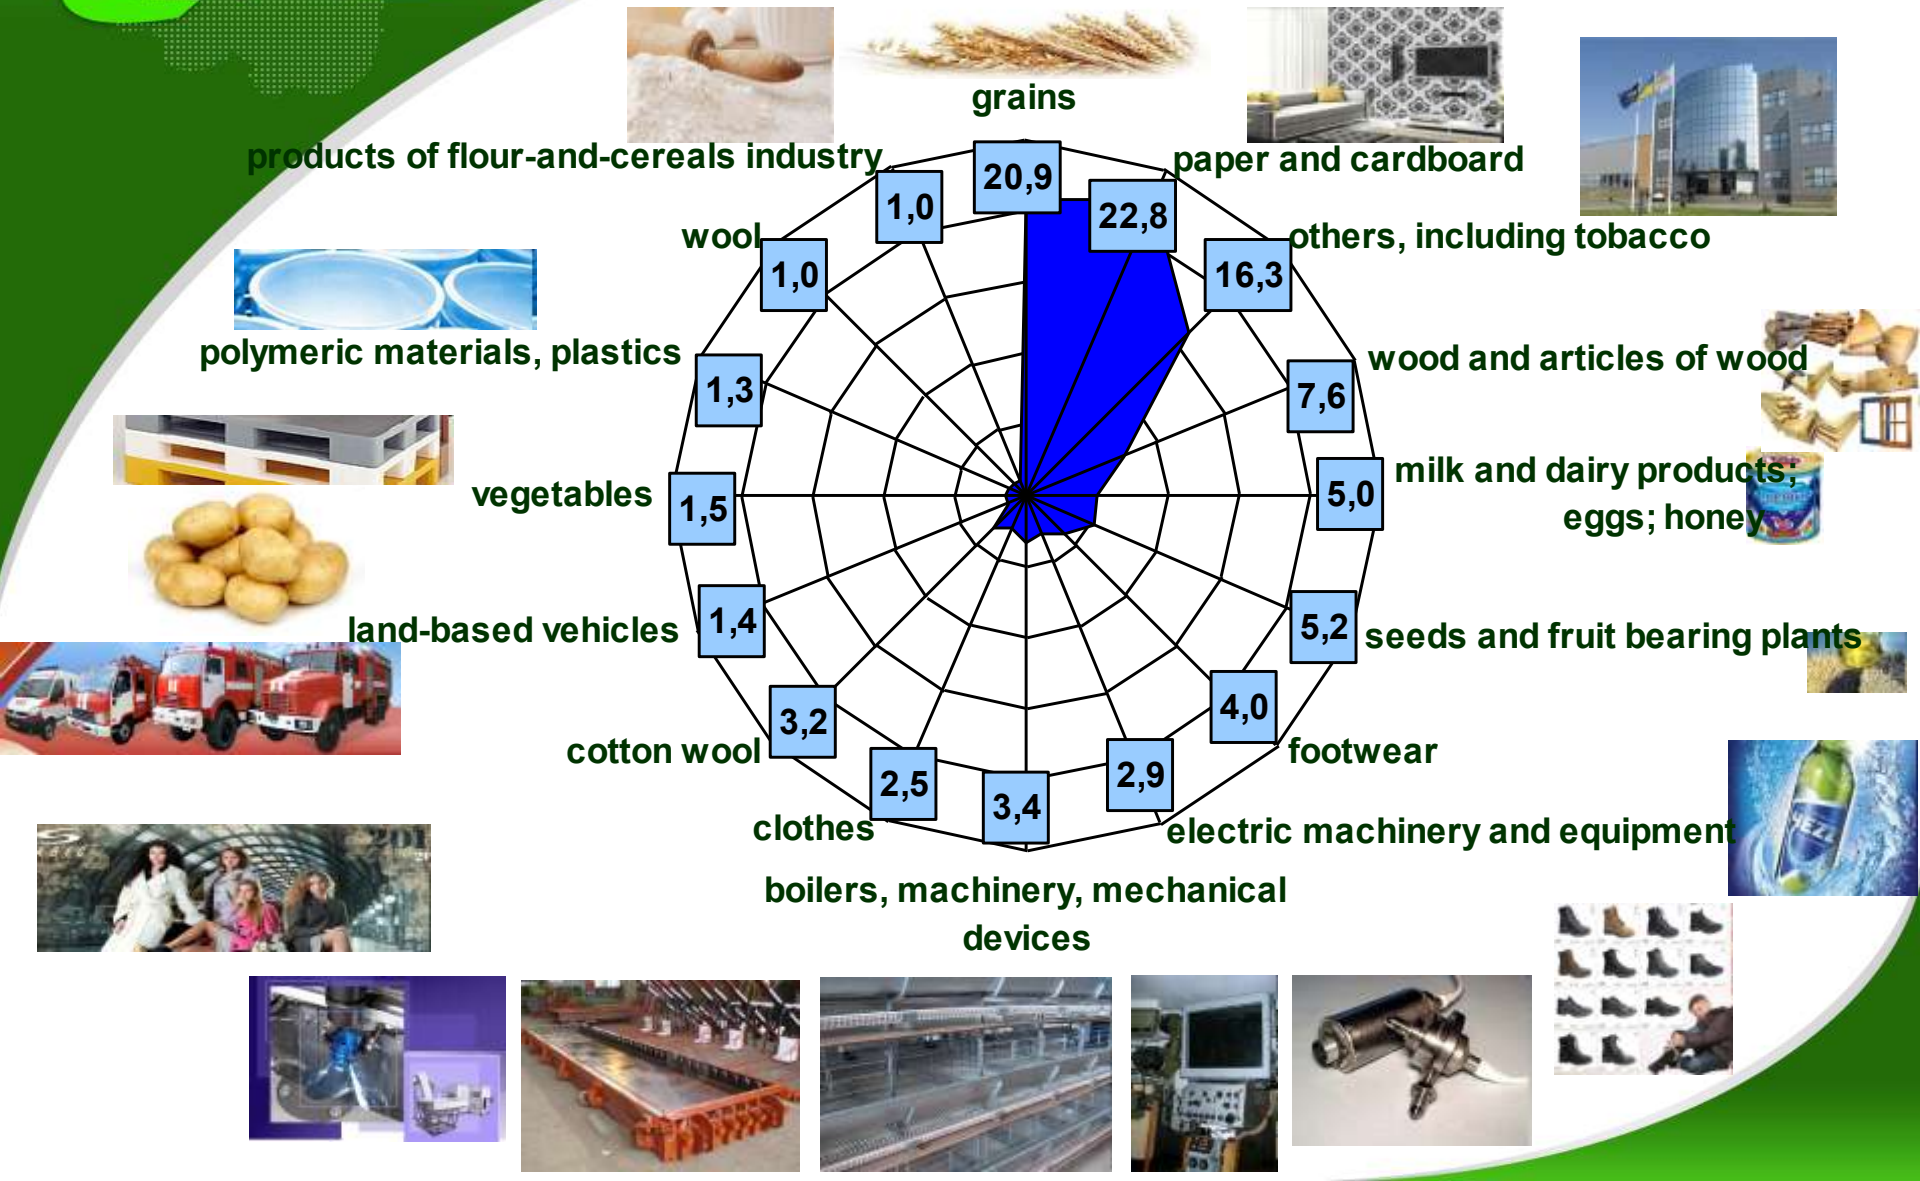 grains
products of flour-and-cereals industry
paper and cardboard
20,9
1,0
22,8
wool
others, including tobacco
1,0
16,3
polymeric materials, plastics
wood and articles of wood
1,3
7,6
milk and dairy products;
eggs; honey
vegetables
1,5
5,0
land-based vehicles
1,4
5,2
seeds and fruit bearing plants
3,2
4,0
cotton wool
footwear
2,5
3,4
2,9
clothes
electric machinery and equipment
boilers, machinery, mechanical
devices